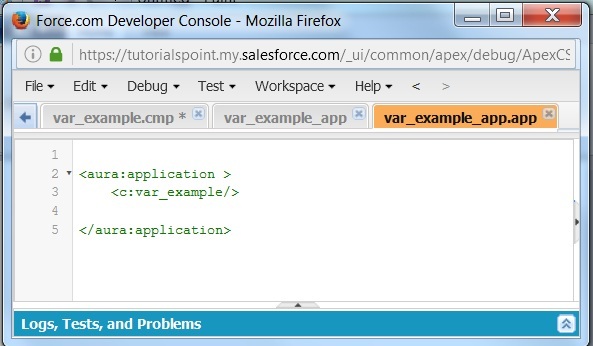 Force.com Developer Console - Mozilla Firefox
https://tutorialspoint.my.salesforce.com/_ui/common/apex/debug/ApexCS
File Edit Debug Test Workspace Help < >
var_example.cmp * var_example_app var_example_app.app
1
2 <aura:application >
3 <c:var_example/>
4
5 </aura:application>
Logs, Tests, and Problems